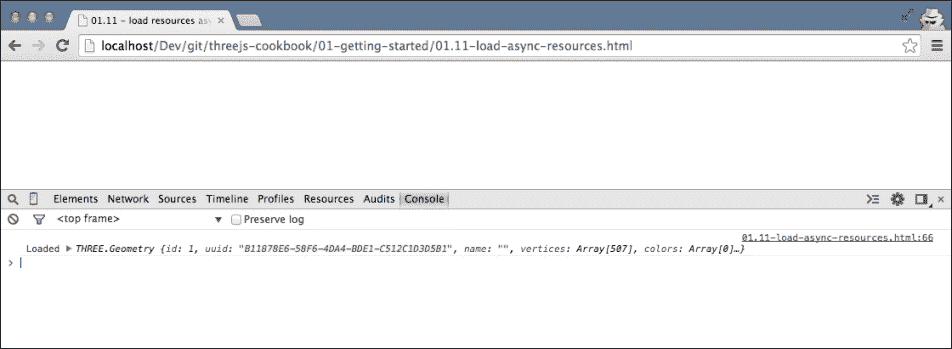 01.11 - load resources asy
localhost/Dev/git/threejs-cookbook/01-getting-started/01.11-load-async-resources.html
Elements Network Sources Timeline Profiles Resources Audits Console
<top frame> Preserve log
01.11-load-async-resources.html:66
Loaded ▶ THREE.Geometry {id: 1, uuid: "B11878E6-58F6-4DA4-BDE1-C512C1D3D5B1", name: "", vertices: Array[507], colors: Array[0]…}